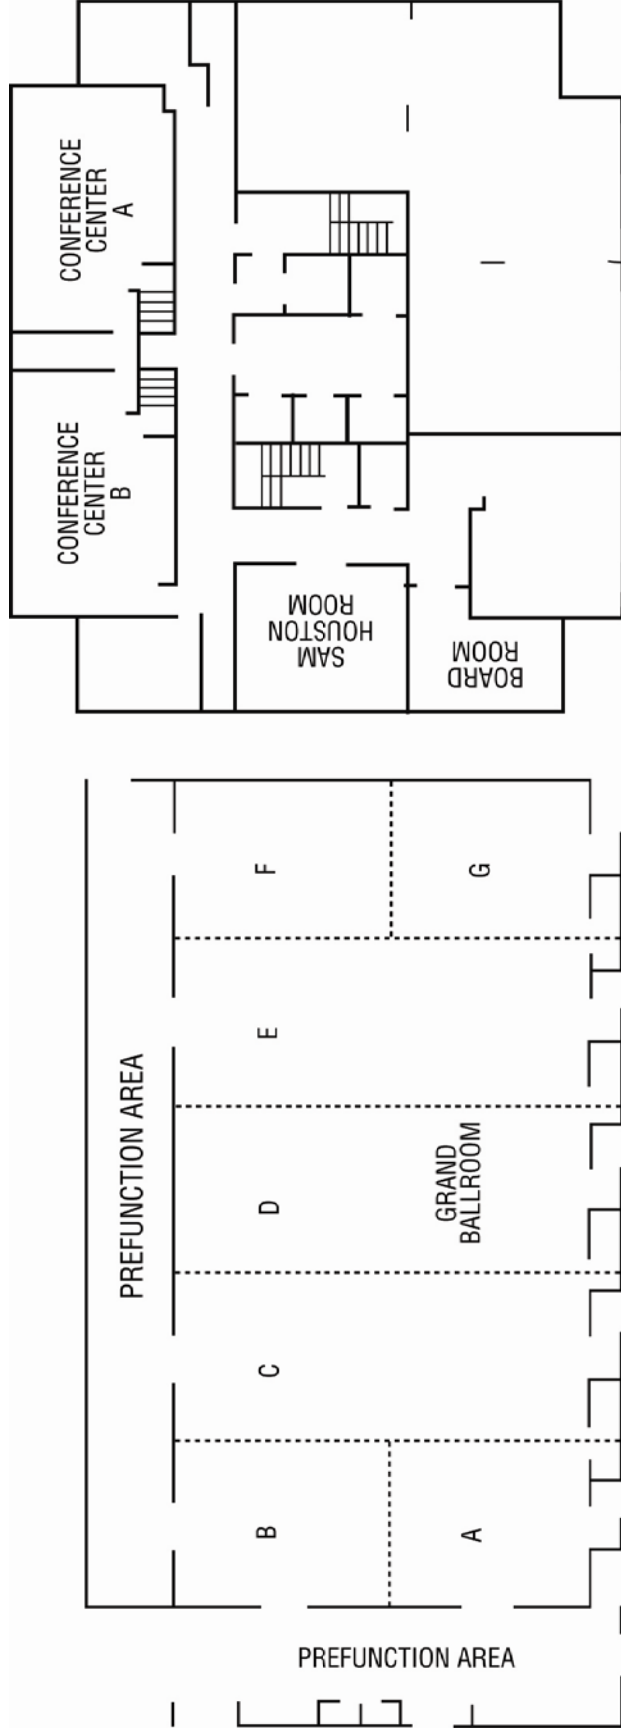 CONFERENCE
CENTER
A
CONFERENCE
CENTER
B
SAM
HOUSTON
ROOM
BOARD
ROOM
PREFUNCTION AREA
F
G
E
D
GRAND
BALLROOM
C
B
A
PREFUNCTION AREA